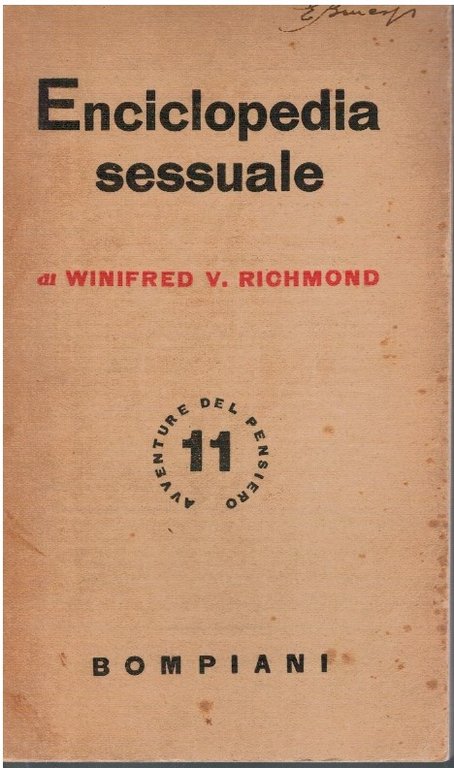 Enciclopedia
sessuale
di WINIFRED V. RICHMOND
AVVENTURE DEL PENSIERO
11
BOMPIANI